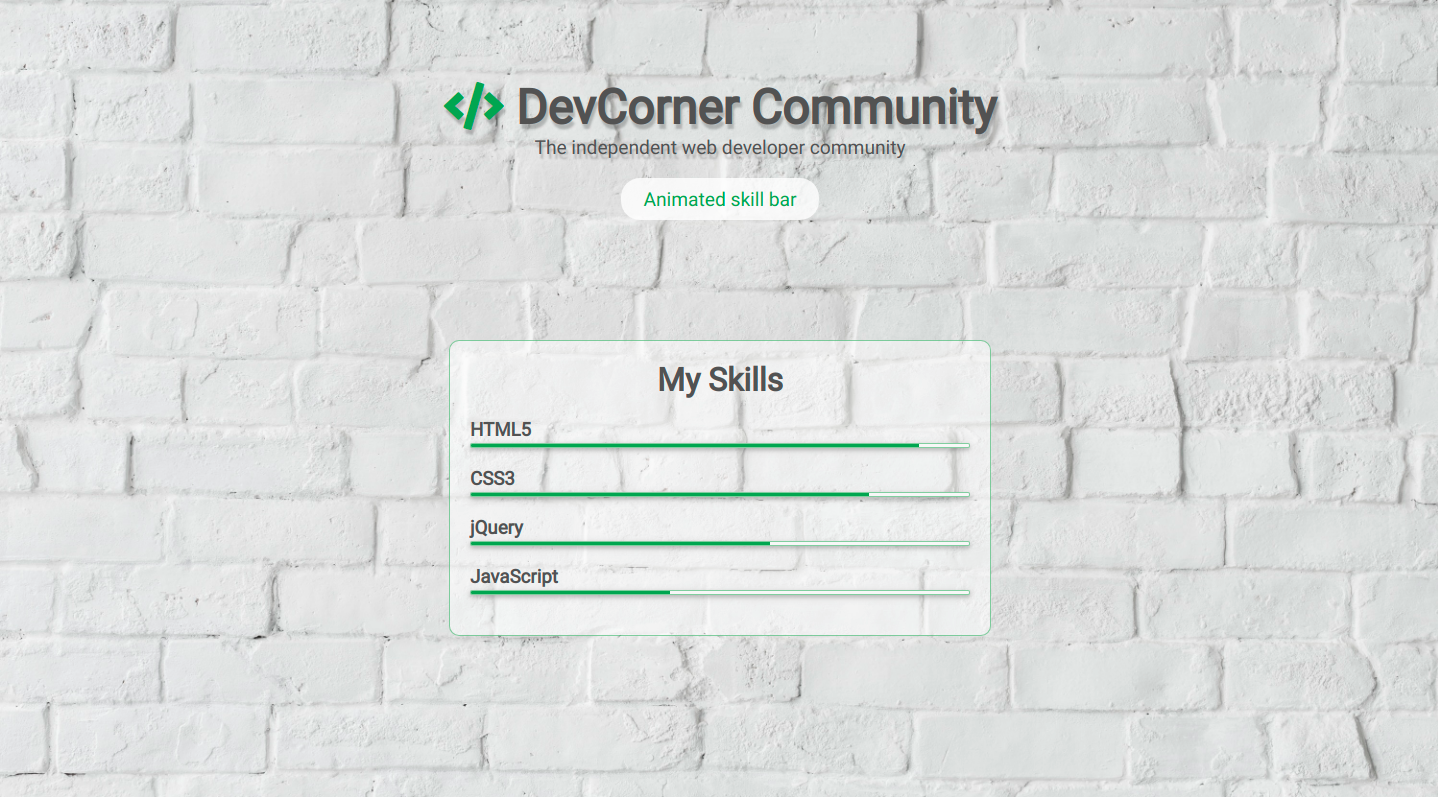 DevCorner Community
The independent web developer community
Animated skill bar
My Skills
HTML5
CSS3
jQuery
JavaScript